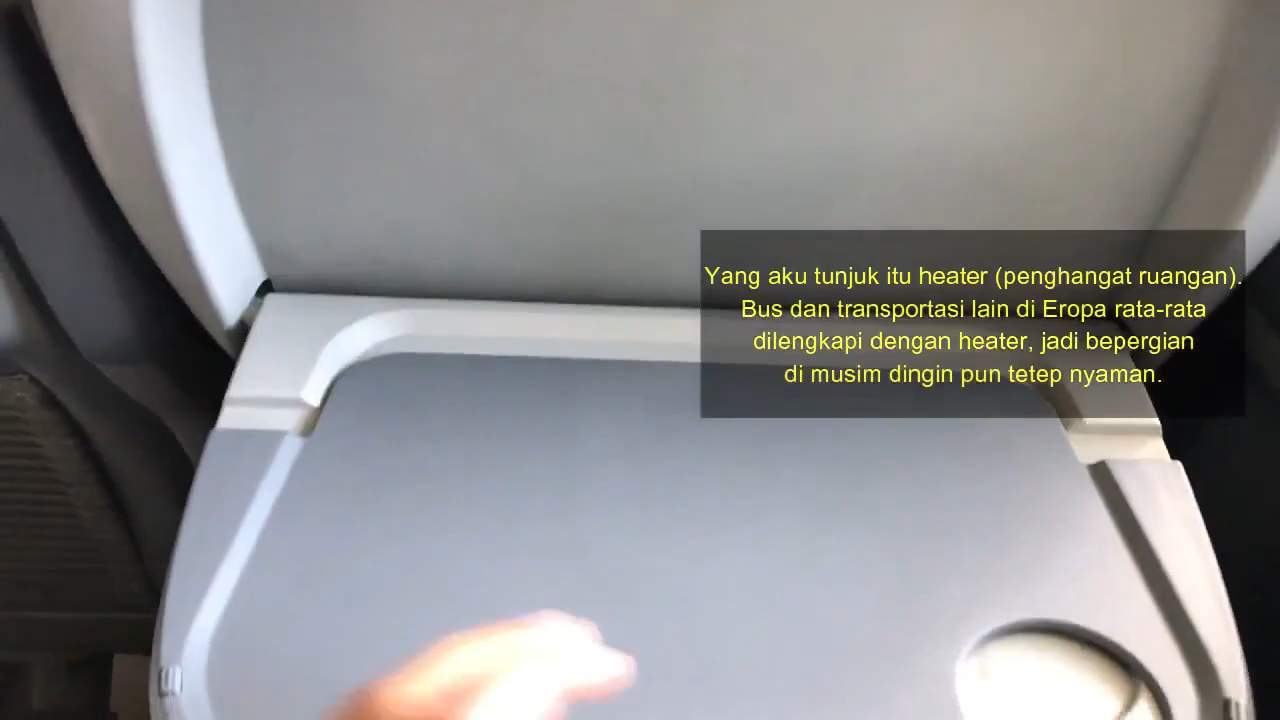 Yang aku tunjuk itu heater (penghangat ruangan).
Bus dan transportasi lain di Eropa rata-rata
dilengkapi dengan heater, jadi bepergian
di musim dingin pun tetep nyaman.